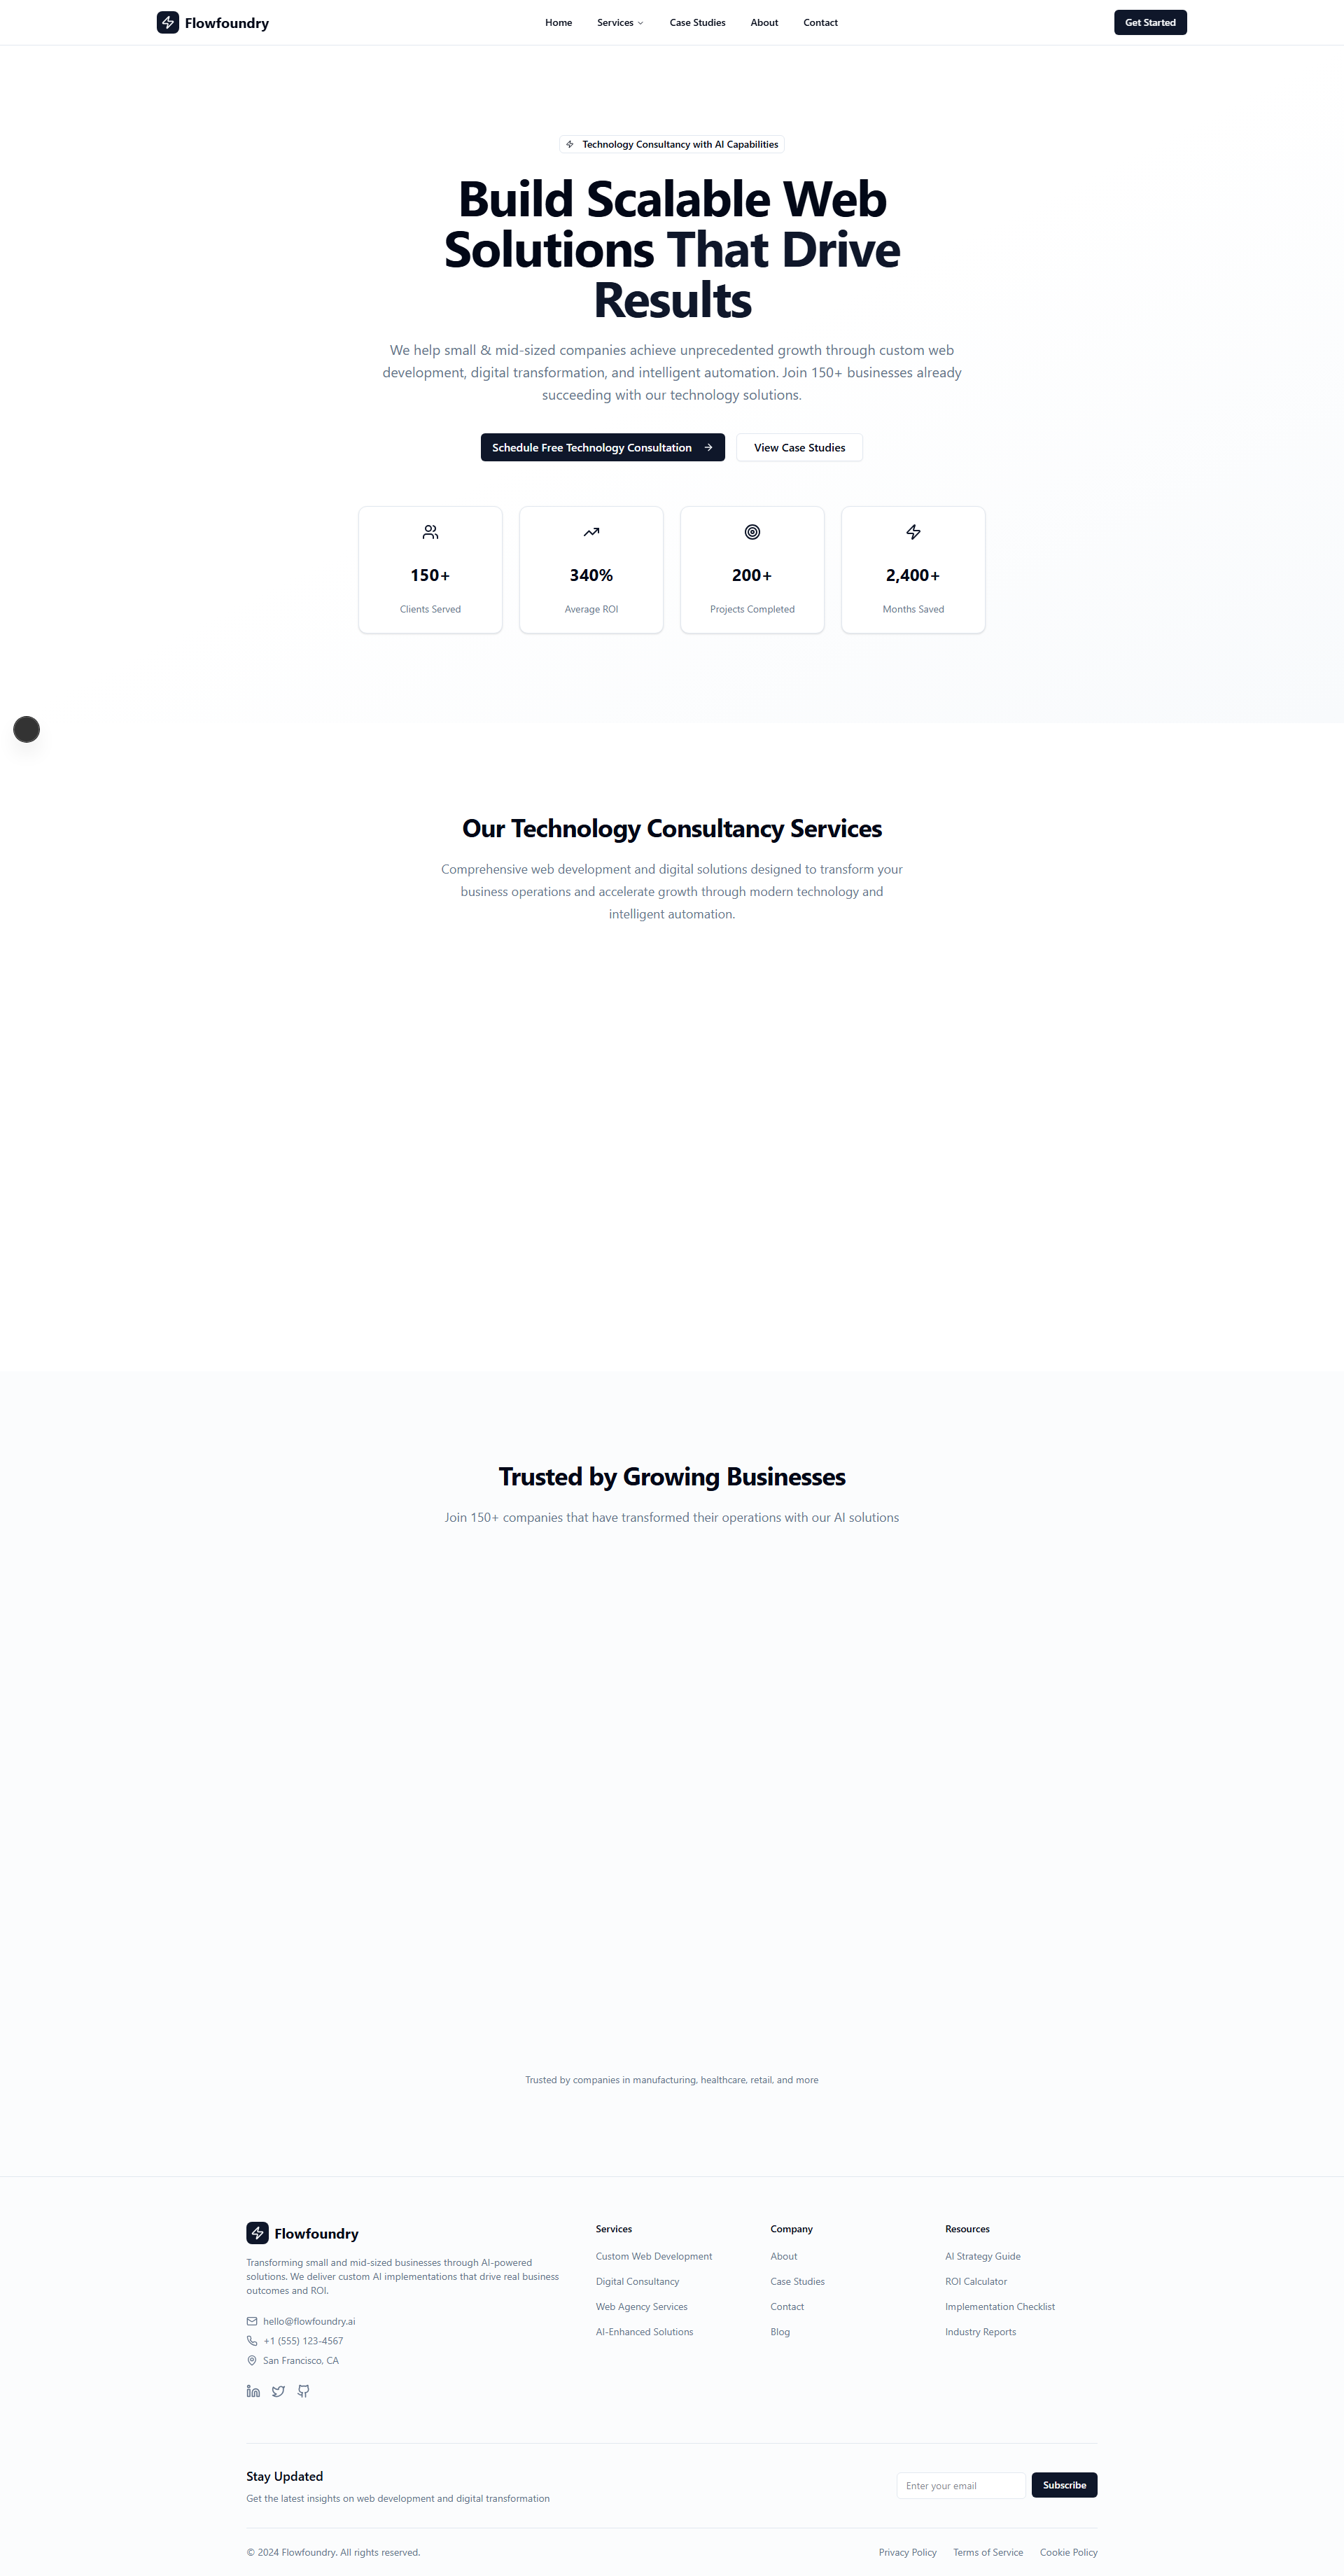 Flowfoundry
Home
Services
Case Studies
About
Contact
Get Started
Technology Consultancy with AI Capabilities
Build Scalable Web
Solutions That Drive
Results
We help small & mid-sized companies achieve unprecedented growth through custom web
development, digital transformation, and intelligent automation. Join 150+ businesses already
succeeding with our technology solutions.
Schedule Free Technology Consultation
View Case Studies
150+
Clients Served
340%
Average ROI
200+
Projects Completed
2,400+
Months Saved
Our Technology Consultancy Services
Comprehensive web development and digital solutions designed to transform your
business operations and accelerate growth through modern technology and
intelligent automation.
Trusted by Growing Businesses
Join 150+ companies that have transformed their operations with our AI solutions
Trusted by companies in manufacturing, healthcare, retail, and more
Flowfoundry
Transforming small and mid-sized businesses through AI-powered
solutions. We deliver custom AI implementations that drive real business
outcomes and ROI.
hello@flowfoundry.ai
+1 (555) 123-4567
San Francisco, CA
Services
Custom Web Development
Digital Consultancy
Web Agency Services
AI-Enhanced Solutions
Company
About
Case Studies
Contact
Blog
Resources
AI Strategy Guide
ROI Calculator
Implementation Checklist
Industry Reports
Stay Updated
Get the latest insights on web development and digital transformation
Enter your email
Subscribe
© 2024 Flowfoundry. All rights reserved.
Privacy Policy
Terms of Service
Cookie Policy